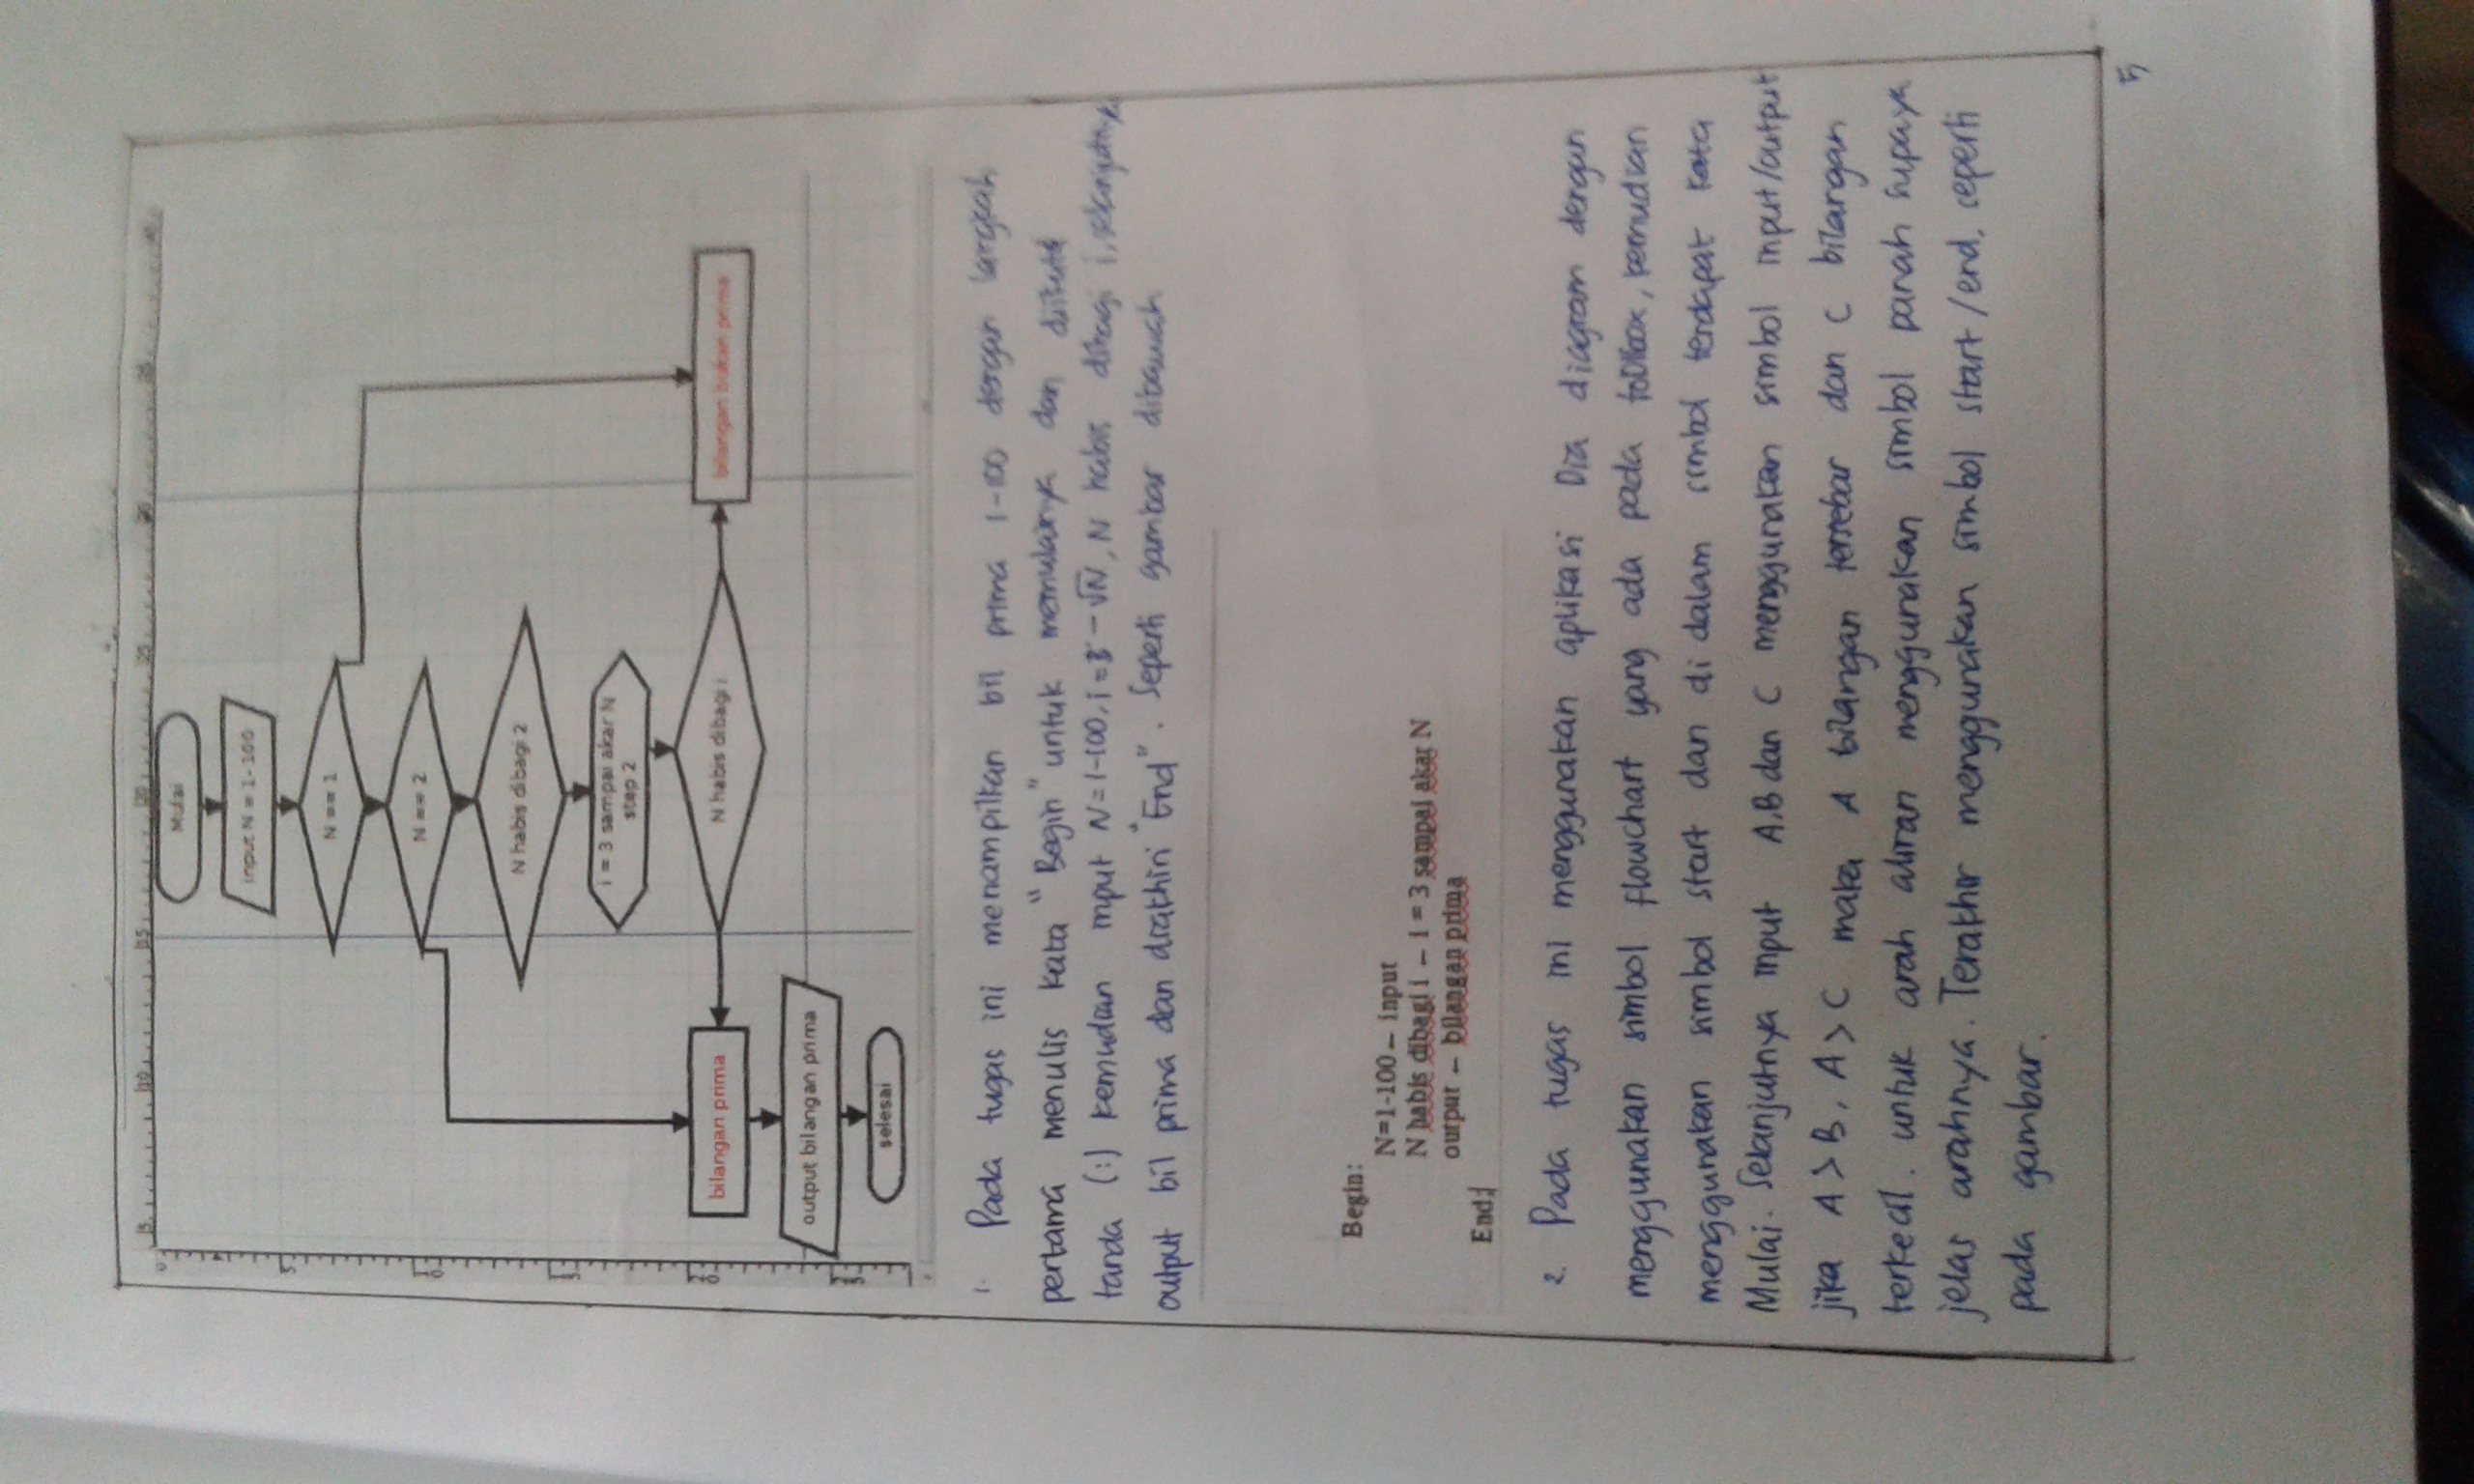 5 10 15 20 25 30 35
Mulai
input N = 1-100
N == 1
N == 2
N habis dibagi 2
i = 3 sampai akar N
step 2
bilangan prima
N habis dibagi i
bilangan bukan prima
output bilangan prima
selesai
1. Pada tugas ini menampilkan bil prima 1-100 dengan langkah
pertama menulis kata "Begin" untuk memulainya dan diikuti
tanda (:) kemudian input N=1-100, i=3-√N, N habis dibagi i, selanjutnya
output bil prima dan diakhiri "End". Seperti gambar dibawah
Begin:
N=1-100 – input
N habis dibagi i – i = 3 sampai akar N
output – bilangan prima
End;
2. Pada tugas ini menggunakan aplikasi Dia diagram dengan
menggunakan simbol flowchart yang ada pada toolbox, kemudian
menggunakan simbol start dan di dalam simbol terdapat kata
Mulai. Selanjutnya input A,B dan C menggunakan simbol input/output
jika A>B, A>C maka A bilangan dan C bilangan
terkecil. untuk arah aliran menggunakan simbol panah supaya
jelas arahnya. Terakhir menggunakan simbol start/end, seperti
pada gambar.
5